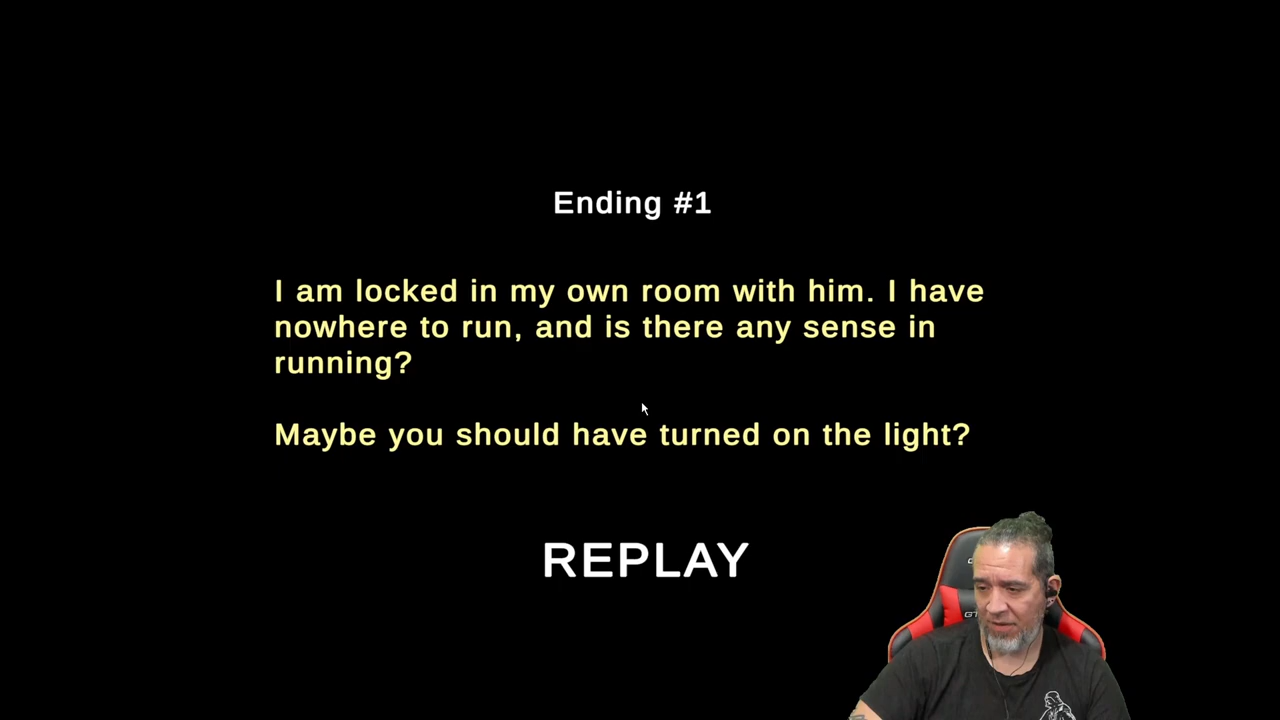 Ending #1
I am locked in my own room with him. I have
nowhere to run, and is there any sense in
running?
Maybe you should have turned on the light?
REPLAY